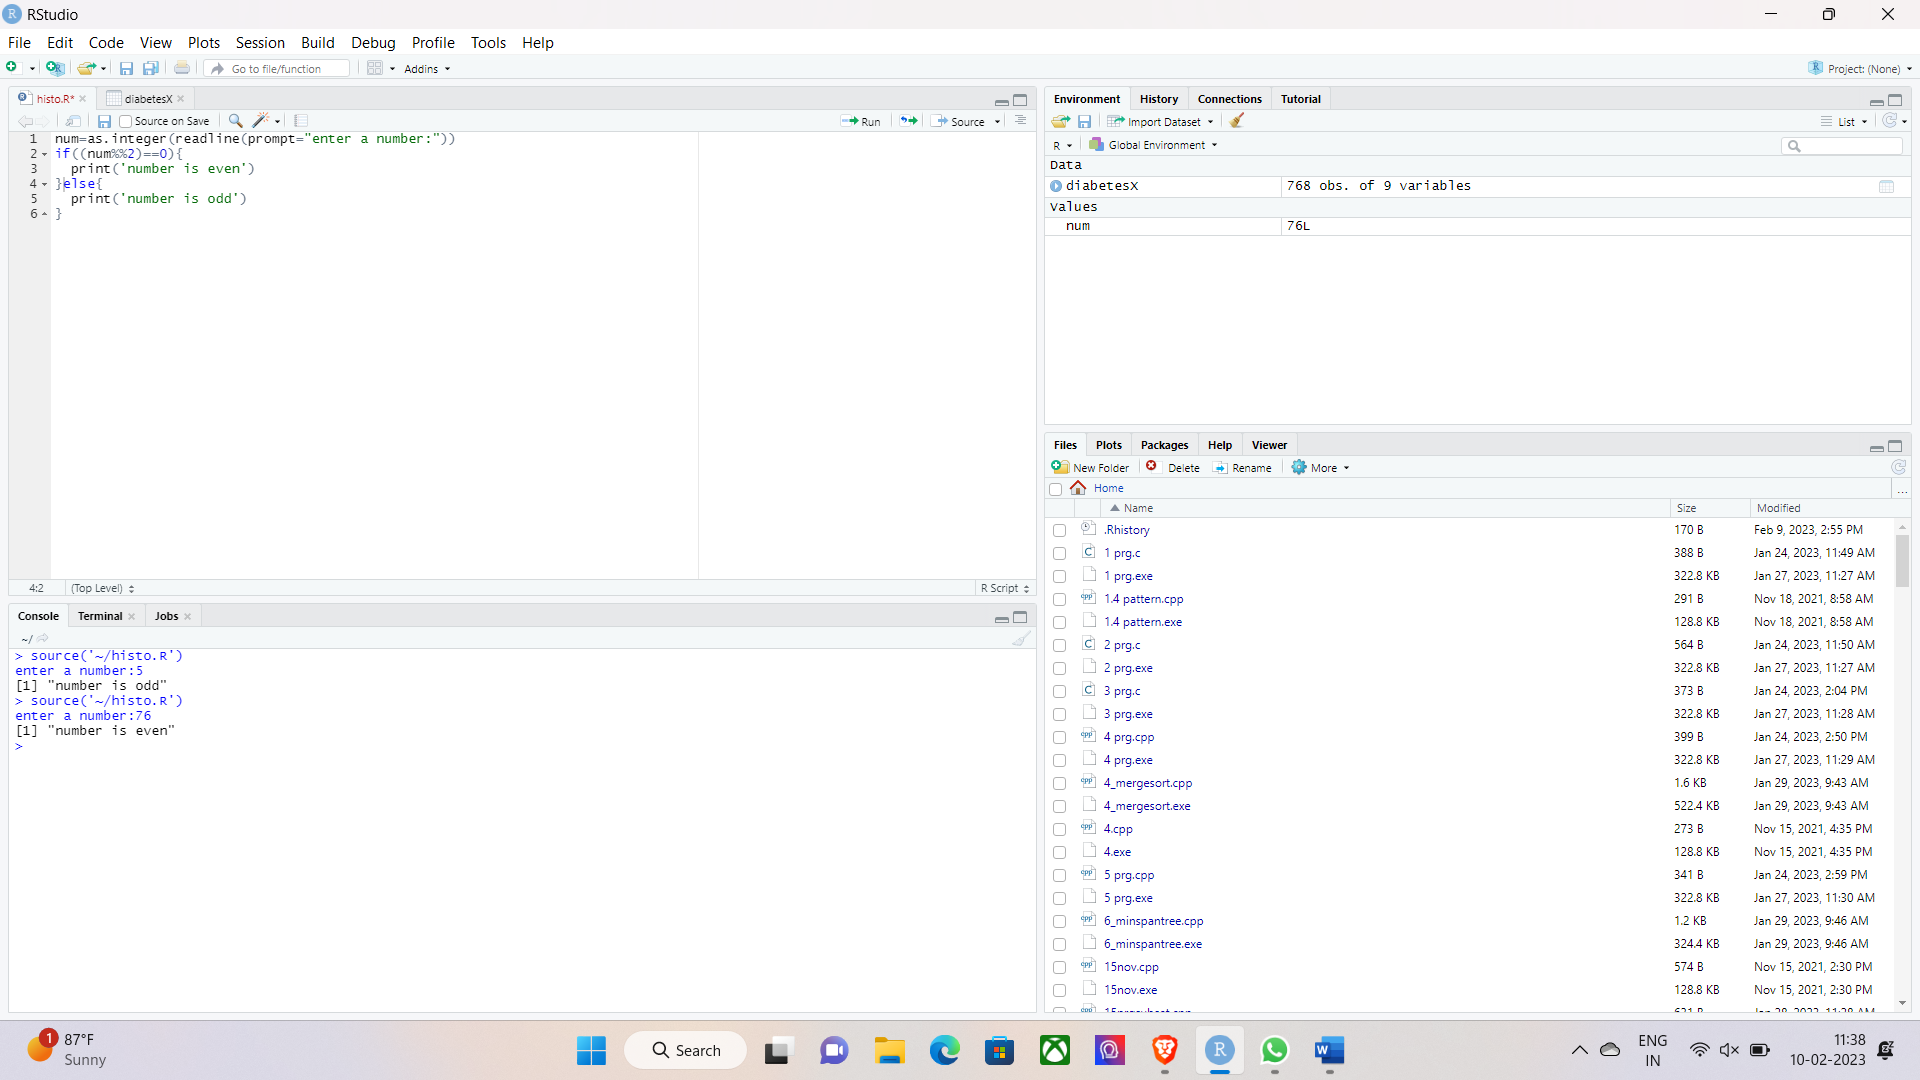 RStudio
File Edit Code View Plots Session Build Debug Profile Tools Help
Go to file/function Addins Project: (None)
histo.R* diabetesX
Source on Save Run Source
1 num=as.integer(readline(prompt="enter a number:"))
2 if((num%%2)==0){
3 print('number is even')
4 }else{
5 print('number is odd')
6 }
4:2 (Top Level) R Script
Console Terminal Jobs
~/
> source('~/histo.R')
enter a number:5
[1] "number is odd"
> source('~/histo.R')
enter a number:76
[1] "number is even"
>
Environment History Connections Tutorial
Import Dataset List
R Global Environment
Data
diabetesX 768 obs. of 9 variables
Values
num 76L
Files Plots Packages Help Viewer
New Folder Delete Rename More
Home ...
Name Size Modified
.Rhistory 170 B Feb 9, 2023, 2:55 PM
1 prg.c 388 B Jan 24, 2023, 11:49 AM
1 prg.exe 322.8 KB Jan 27, 2023, 11:27 AM
1.4 pattern.cpp 291 B Nov 18, 2021, 8:58 AM
1.4 pattern.exe 128.8 KB Nov 18, 2021, 8:58 AM
2 prg.c 564 B Jan 24, 2023, 11:50 AM
2 prg.exe 322.8 KB Jan 27, 2023, 11:27 AM
3 prg.c 373 B Jan 24, 2023, 2:04 PM
3 prg.exe 322.8 KB Jan 27, 2023, 11:28 AM
4 prg.cpp 399 B Jan 24, 2023, 2:50 PM
4 prg.exe 322.8 KB Jan 27, 2023, 11:29 AM
4_mergesort.cpp 1.6 KB Jan 29, 2023, 9:43 AM
4_mergesort.exe 522.4 KB Jan 29, 2023, 9:43 AM
4.cpp 273 B Nov 15, 2021, 4:35 PM
4.exe 128.8 KB Nov 15, 2021, 4:35 PM
5 prg.cpp 341 B Jan 24, 2023, 2:59 PM
5 prg.exe 322.8 KB Jan 27, 2023, 11:30 AM
6_minspantree.cpp 1.2 KB Jan 29, 2023, 9:46 AM
6_minspantree.exe 324.4 KB Jan 29, 2023, 9:46 AM
15nov.cpp 574 B Nov 15, 2021, 2:30 PM
15nov.exe 128.8 KB Nov 15, 2021, 2:30 PM
1 87°F
Sunny
Search
ENG
IN
11:38
10-02-2023